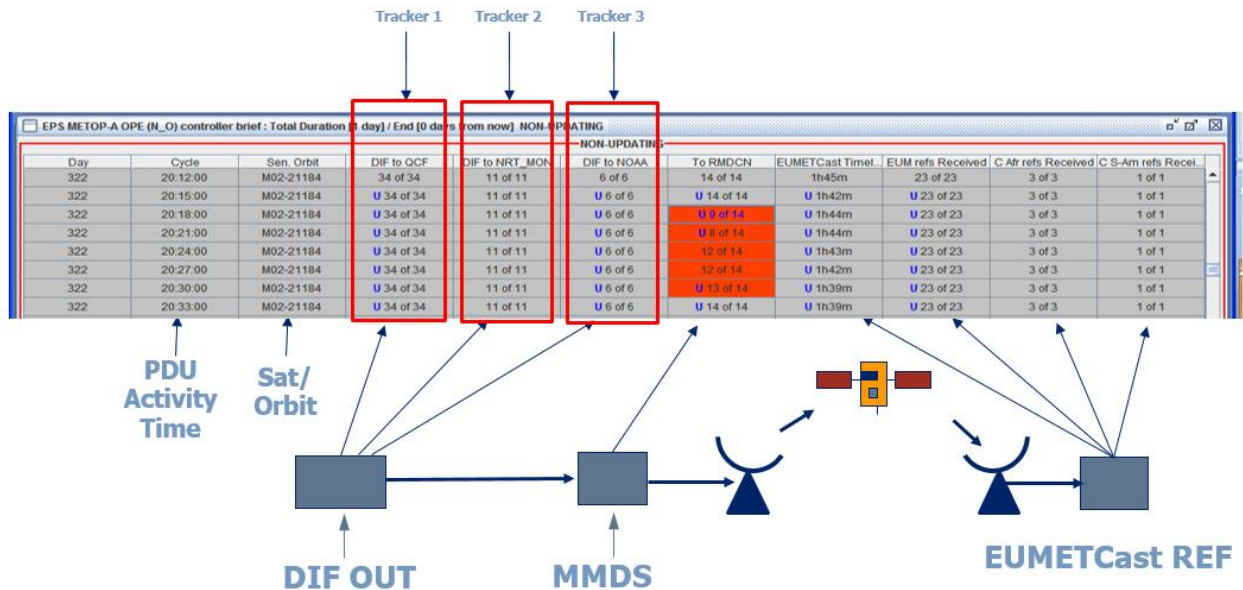 Tracker 1 Tracker 2 Tracker 3
EPS METOP-A OPE (N_O) controller brief : Total Duration [1 day] / End [0 days from now] NON-UPDATING
NON-UPDATING
Day Cycle Sen. Orbit DIF to QCF DIF to NRT_MON DIF to NOAA To RMDCN EUMETCast Timel... EUM refs Received C Afr refs Received C S-Am refs Recei...
322 20:12:00 M02-21184 34 of 34 11 of 11 6 of 6 14 of 14 1h45m 23 of 23 3 of 3 1 of 1
322 20:15:00 M02-21184 U 34 of 34 11 of 11 U 6 of 6 U 14 of 14 U 1h42m U 23 of 23 3 of 3 1 of 1
322 20:18:00 M02-21184 U 34 of 34 11 of 11 U 6 of 6 U 9 of 14 U 1h44m U 23 of 23 3 of 3 1 of 1
322 20:21:00 M02-21184 U 34 of 34 11 of 11 U 6 of 6 U 8 of 14 U 1h44m U 23 of 23 3 of 3 1 of 1
322 20:24:00 M02-21184 U 34 of 34 11 of 11 U 6 of 6 12 of 14 U 1h43m U 23 of 23 3 of 3 1 of 1
322 20:27:00 M02-21184 U 34 of 34 11 of 11 U 6 of 6 12 of 14 U 1h42m U 23 of 23 3 of 3 1 of 1
322 20:30:00 M02-21184 U 34 of 34 11 of 11 U 6 of 6 U 13 of 14 U 1h39m U 23 of 23 3 of 3 1 of 1
322 20:33:00 M02-21184 U 34 of 34 11 of 11 U 6 of 6 U 14 of 14 U 1h39m U 23 of 23 3 of 3 1 of 1
PDU
Activity
Time
Sat/
Orbit
DIF OUT
MMDS
EUMETCast REF